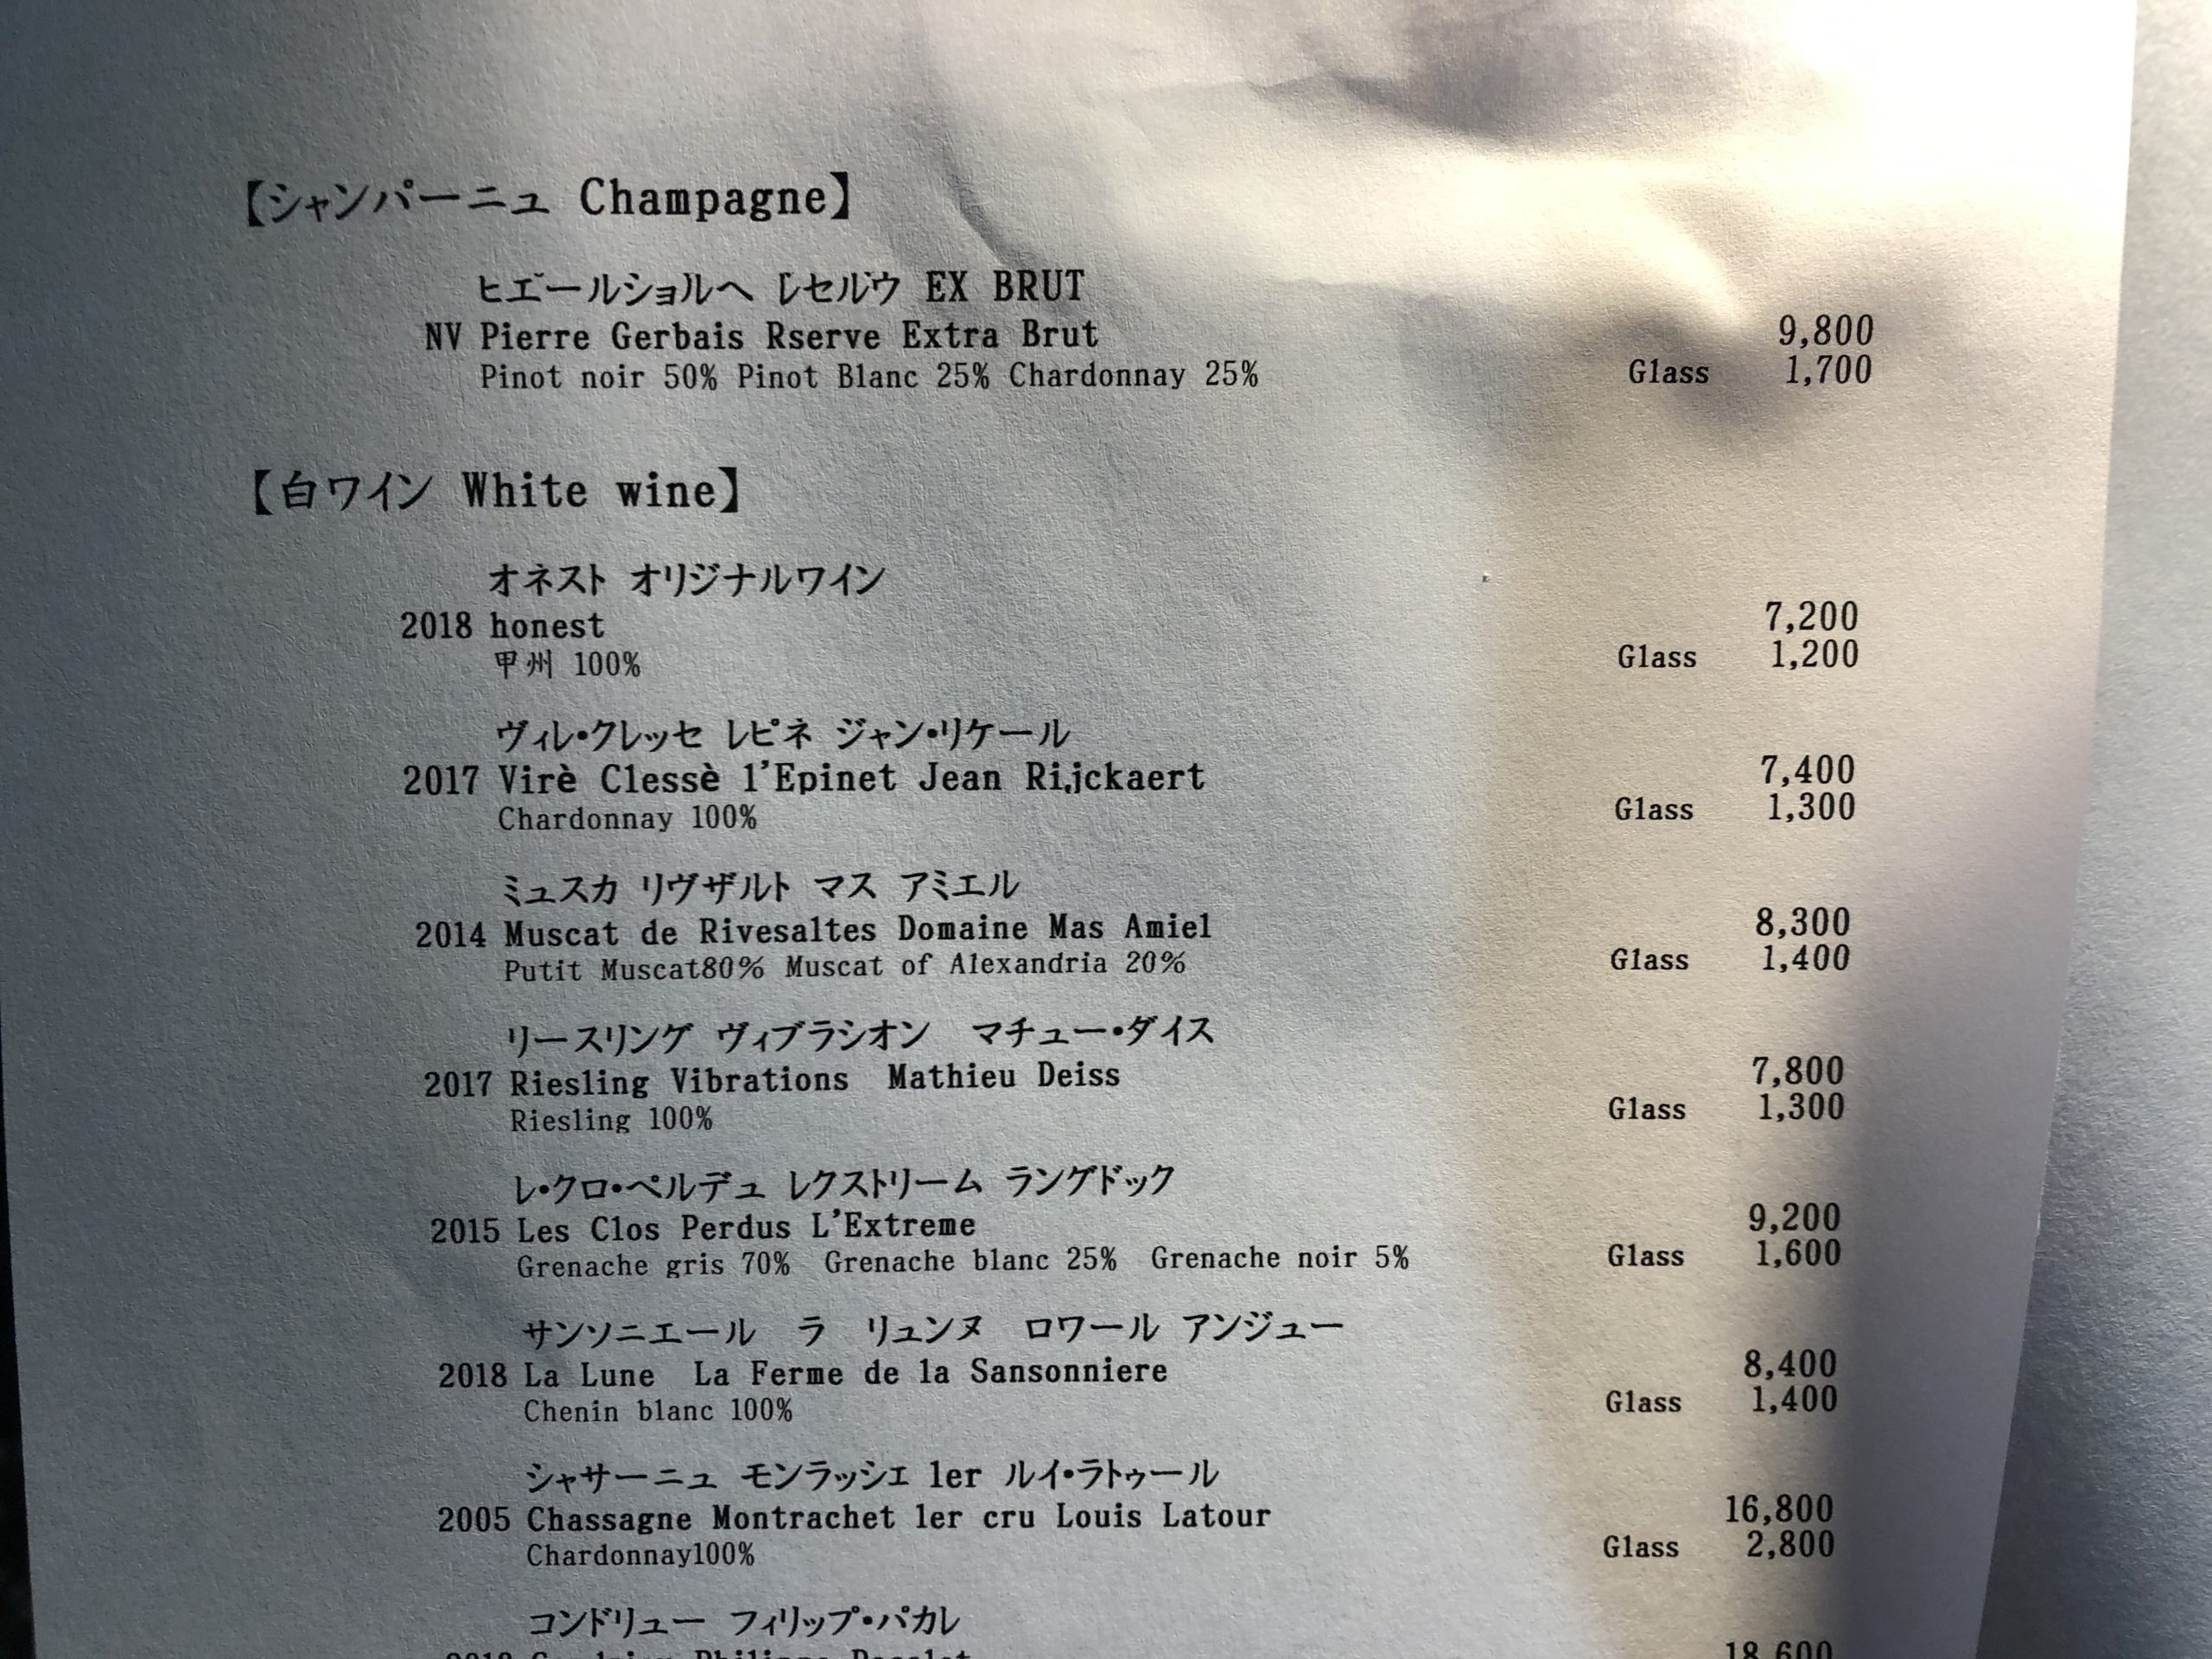 【シャンパーニュ Champagne】
EX BRUT
NV Pierre Gerbais Rserve Extra Brut 9,800
Pinot noir 50% Pinot Blanc 25% Chardonnay 25% Glass 1,700
【白ワイン White wine】
オネスト オリジナルワイン
2018 honest 7,200
甲州 100% Glass 1,200
ヴィレ・クレッセ レピネ ジャン・リケール
2017 Virè Clessè l'Epinet Jean Rijckaert 7,400
Chardonnay 100% Glass 1,300
ミュスカ リヴザルト マス アミエル
2014 Muscat de Rivesaltes Domaine Mas Amiel 8,300
Putit Muscat80% Muscat of Alexandria 20% Glass 1,400
リースリング ヴィブラシオン マチュー・ダイス
2017 Riesling Vibrations Mathieu Deiss 7,800
Riesling 100% Glass 1,300
レ・クロ・ペルデュ レクストリーム ラングドック
2015 Les Clos Perdus L'Extreme 9,200
Grenache gris 70% Grenache blanc 25% Grenache noir 5% Glass 1,600
サンソニエール ラ リュンヌ ロワール アンジュー
2018 La Lune La Ferme de la Sansonniere 8,400
Chenin blanc 100% Glass 1,400
シャサーニュ モンラッシェ 1er ルイ・ラトゥール
2005 Chassagne Montrachet 1er cru Louis Latour 16,800
Chardonnay100% Glass 2,800
コンドリュー フィリップ・パカレ
18,600